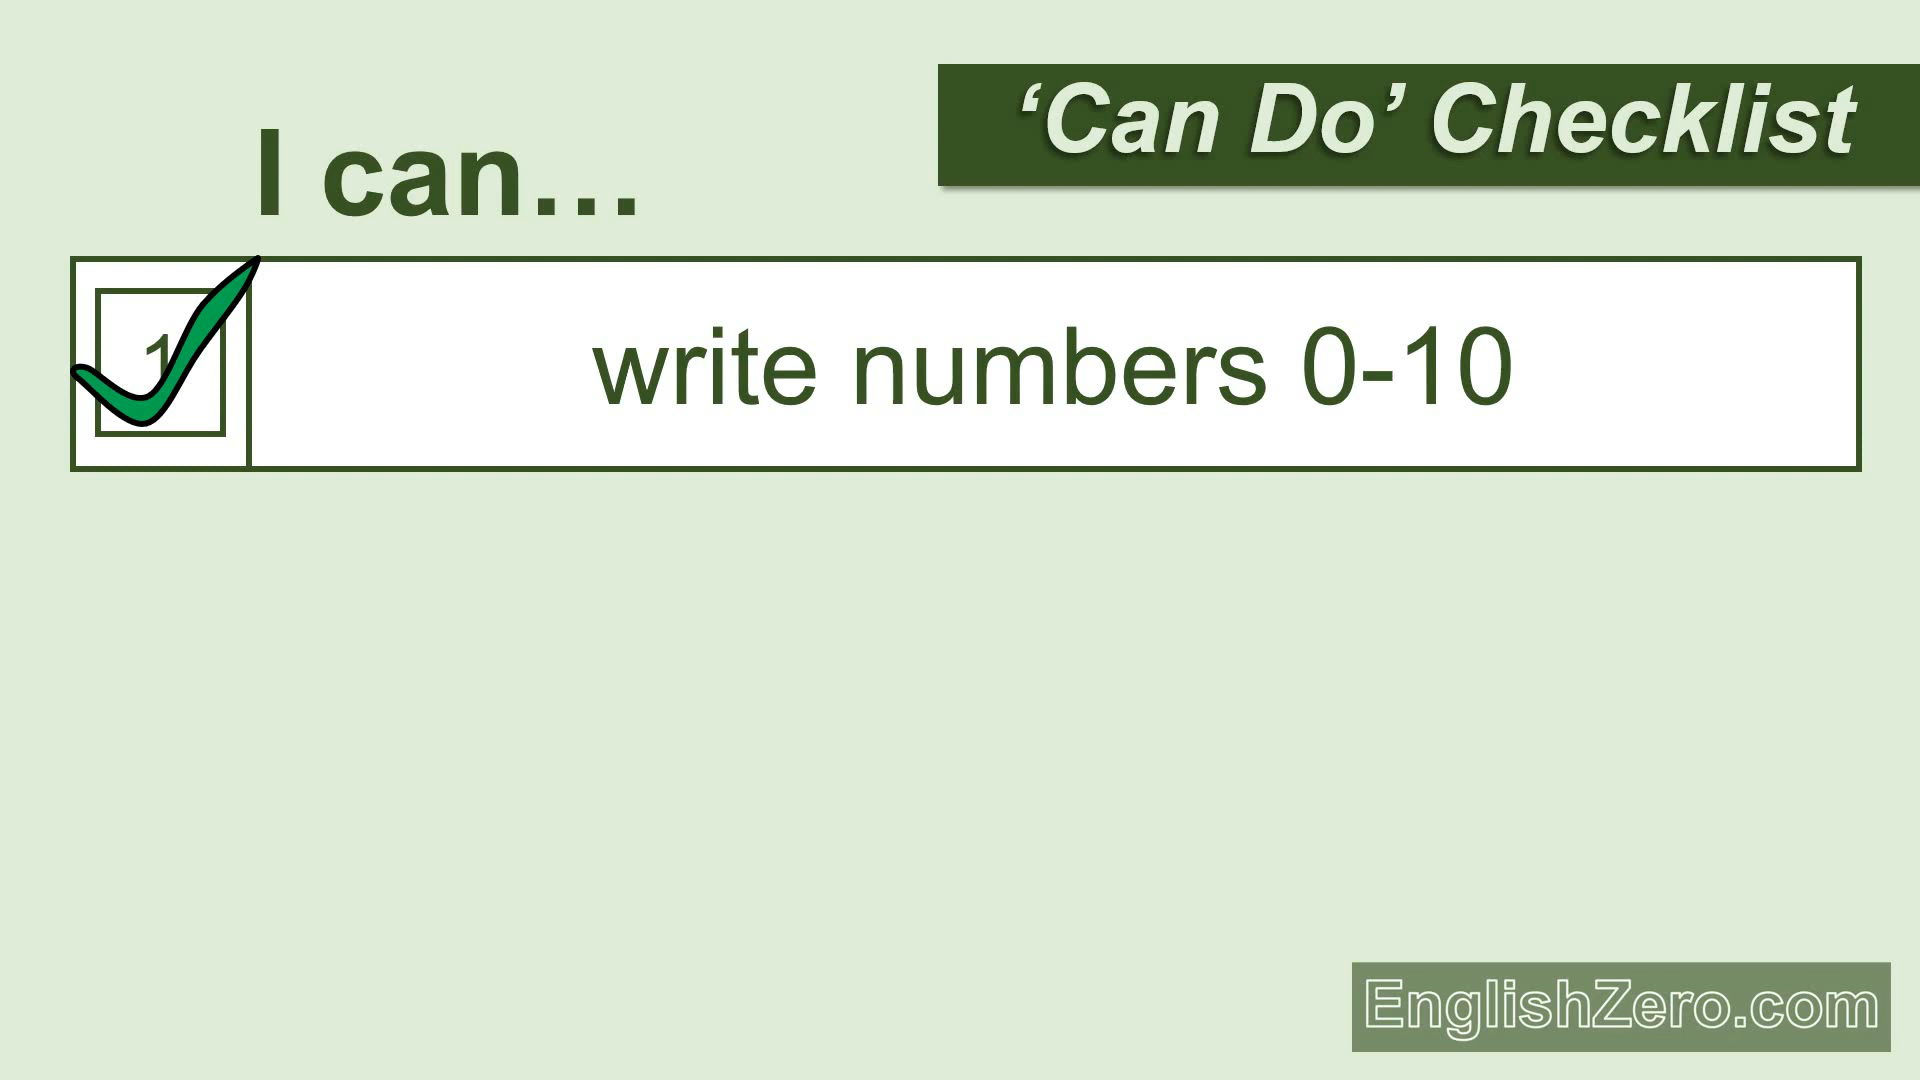 ‘Can Do’ Checklist
I can...
1
write numbers 0-10
EnglishZero.com